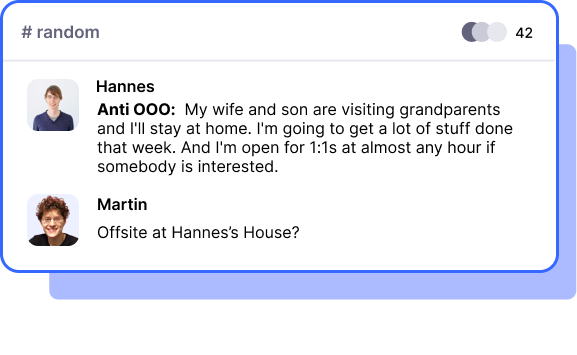 # random
42
Hannes
Anti OOO: My wife and son are visiting grandparents
and I'll stay at home. I'm going to get a lot of stuff done
that week. And I'm open for 1:1s at almost any hour if
somebody is interested.
Martin
Offsite at Hannes’s House?